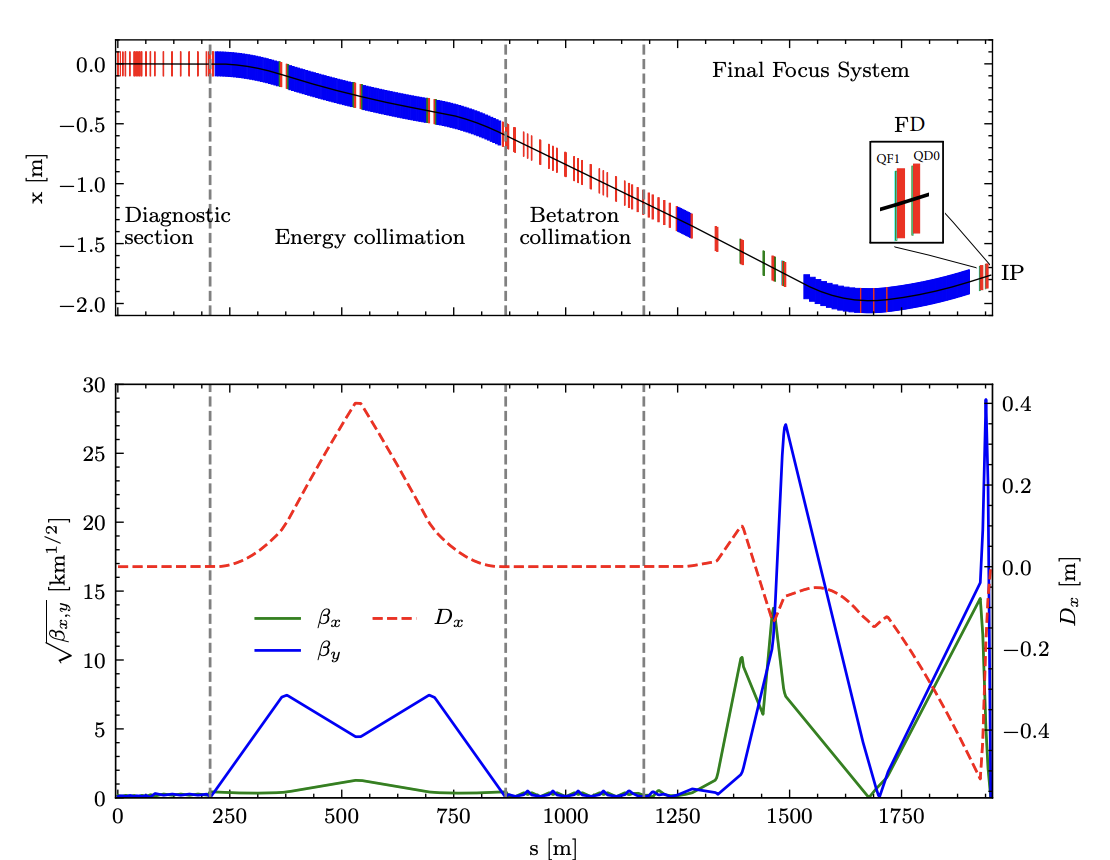 0.0
−0.5
−1.0
−1.5
−2.0
x [m]
Final Focus System
FD
QF1 QD0
Diagnostic
section
Energy collimation
Betatron
collimation
IP
30
25
20
15
10
5
0
√β_{x,y} [km^{1/2}]
β_x
β_y
D_x
0.4
0.2
0.0
−0.2
−0.4
D_x [m]
0 250 500 750 1000 1250 1500 1750
s [m]